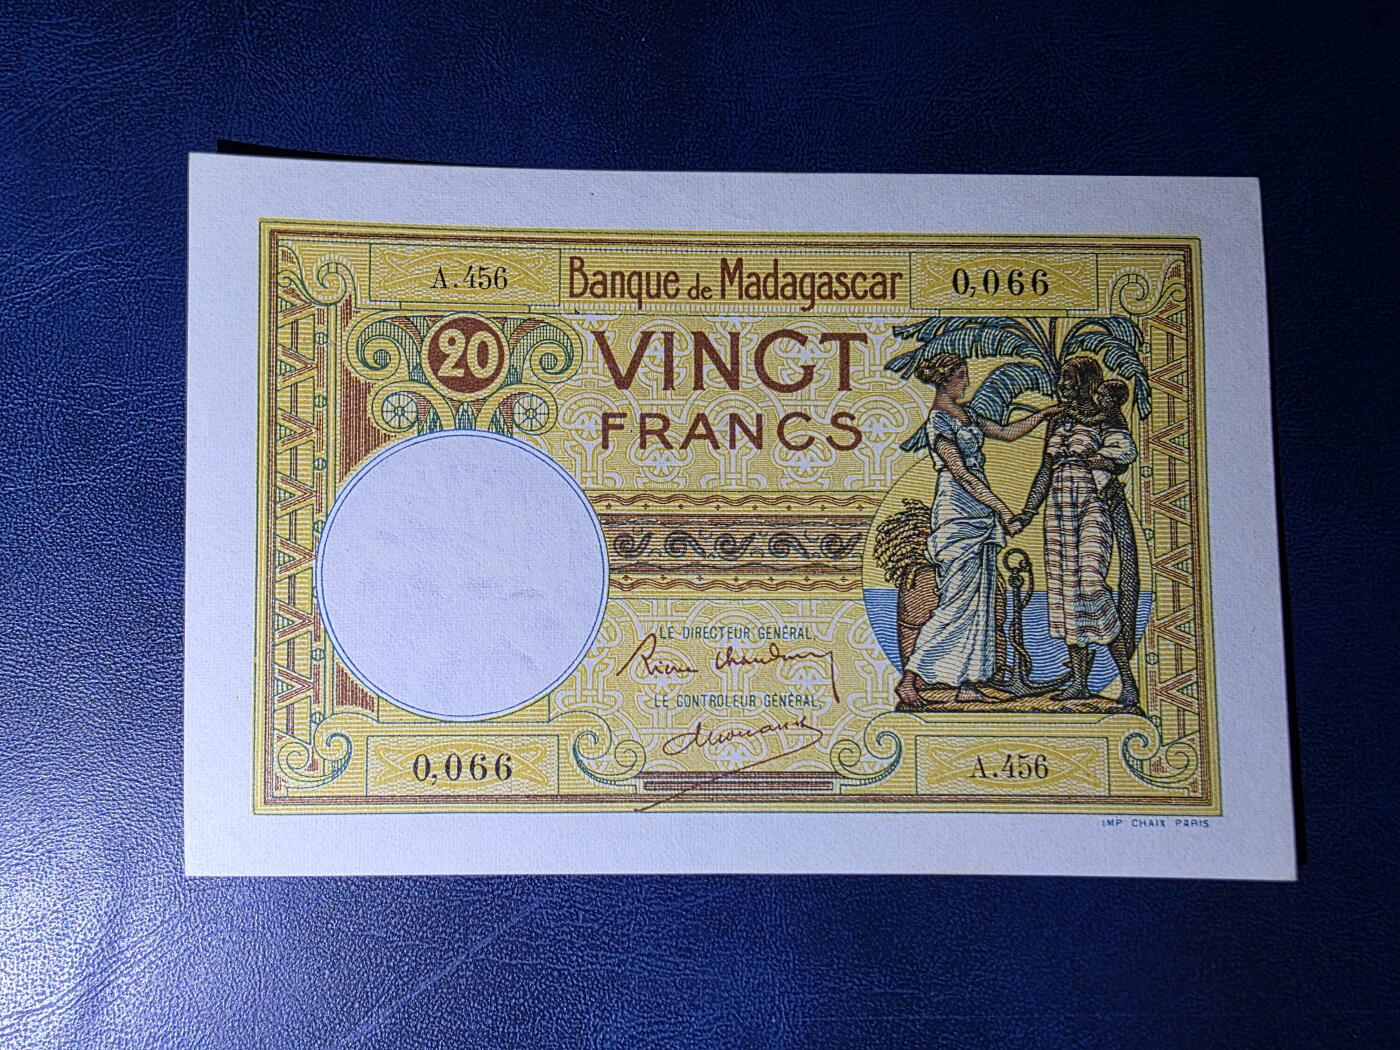 A.456 Banque de Madagascar 0,066
20
VINGT
FRANCS
LE DIRECTEUR GÉNÉRAL,
LE CONTROLEUR GÉNÉRAL,
0,066 A.456
IMP. CHAIX PARIS